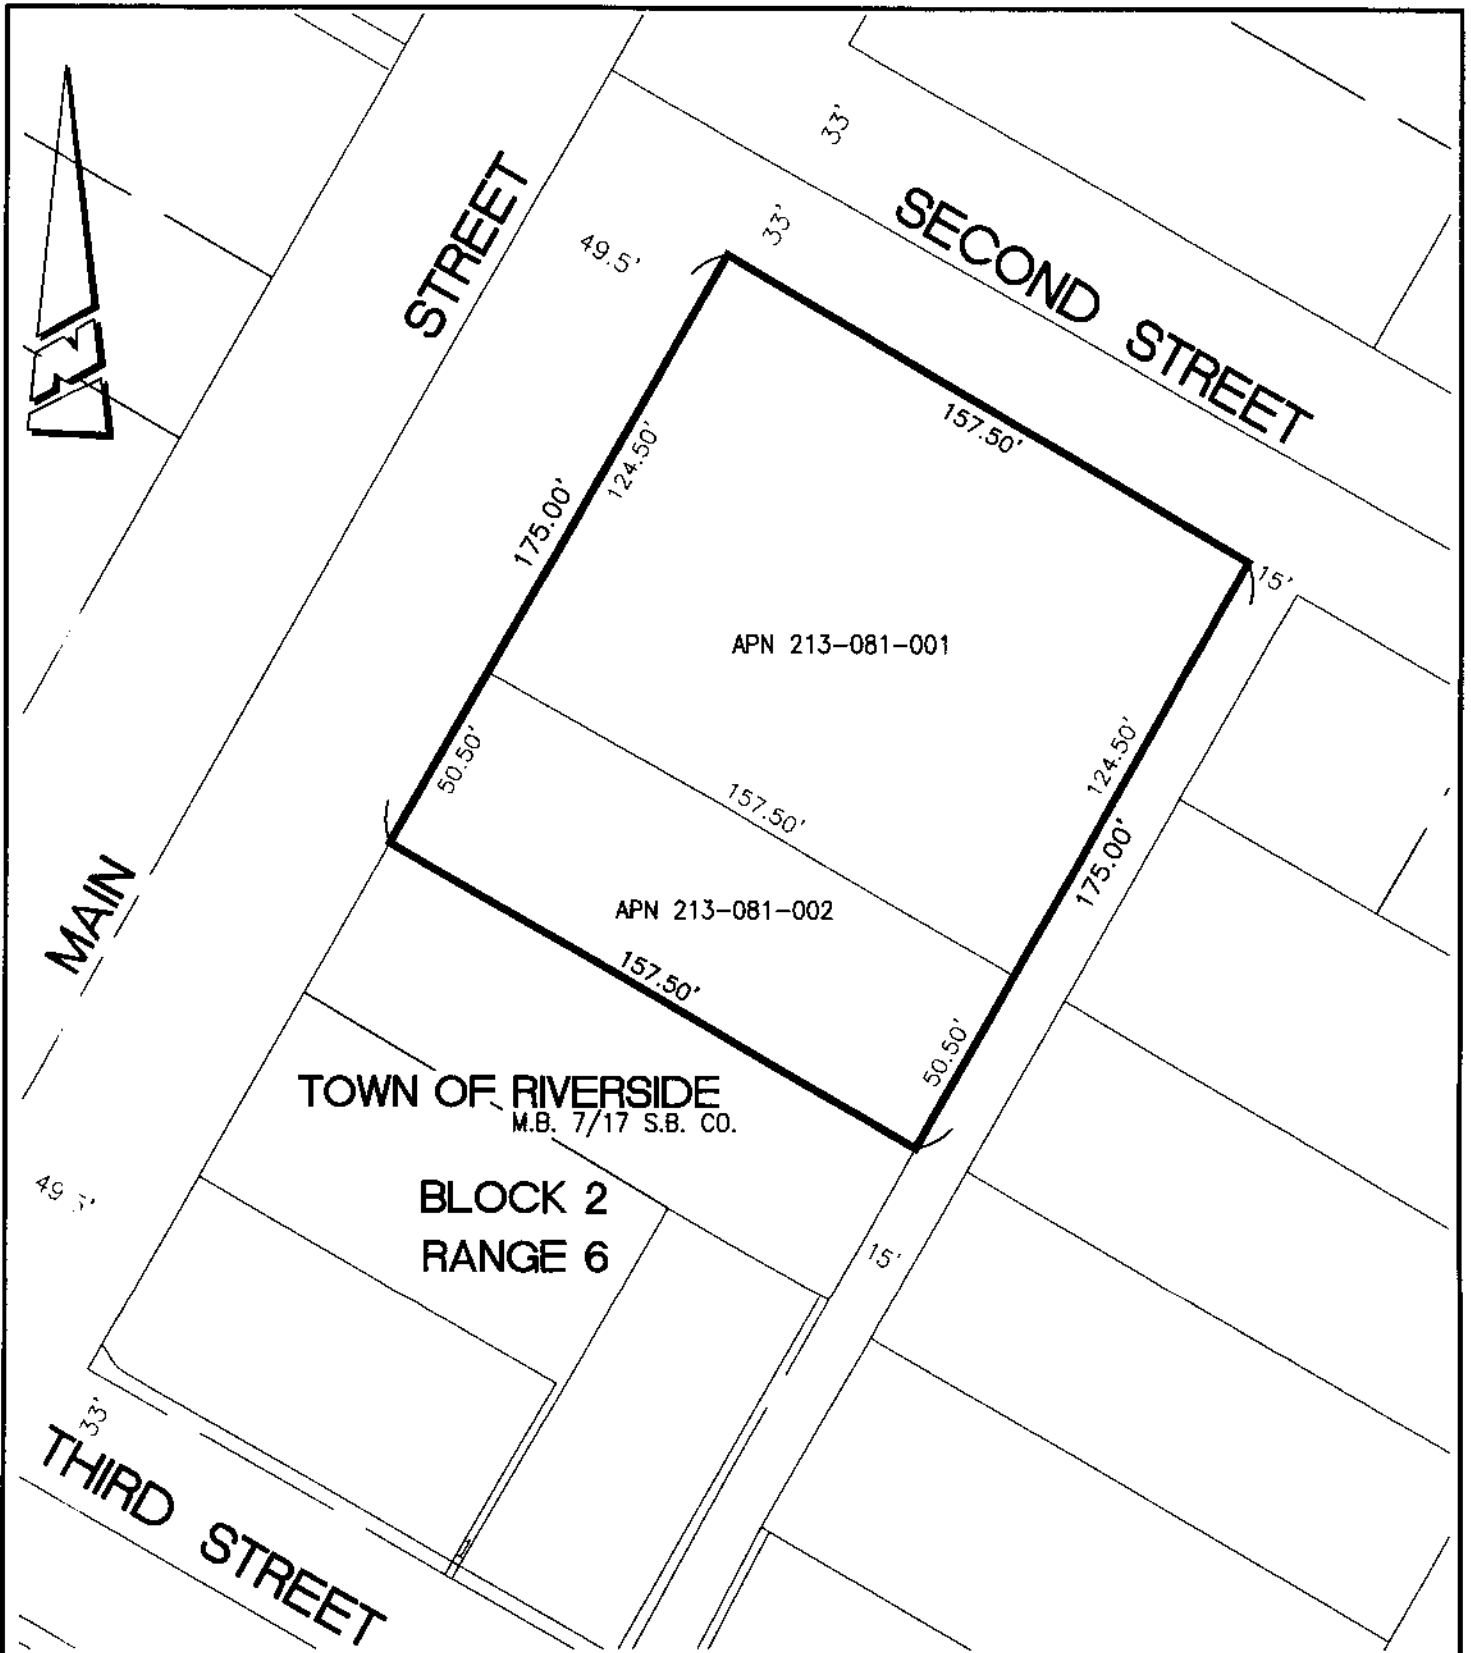 33'
33'
SECOND STREET
STREET
49.5'
157.50'
124.50'
175.00'
15'
APN 213-081-001
124.50'
50.50'
157.50'
175.00'
MAIN
APN 213-081-002
157.50'
50.50'
TOWN OF RIVERSIDE
M.B. 7/17 S.B. CO.
BLOCK 2
RANGE 6
49.5'
15'
33'
THIRD STREET